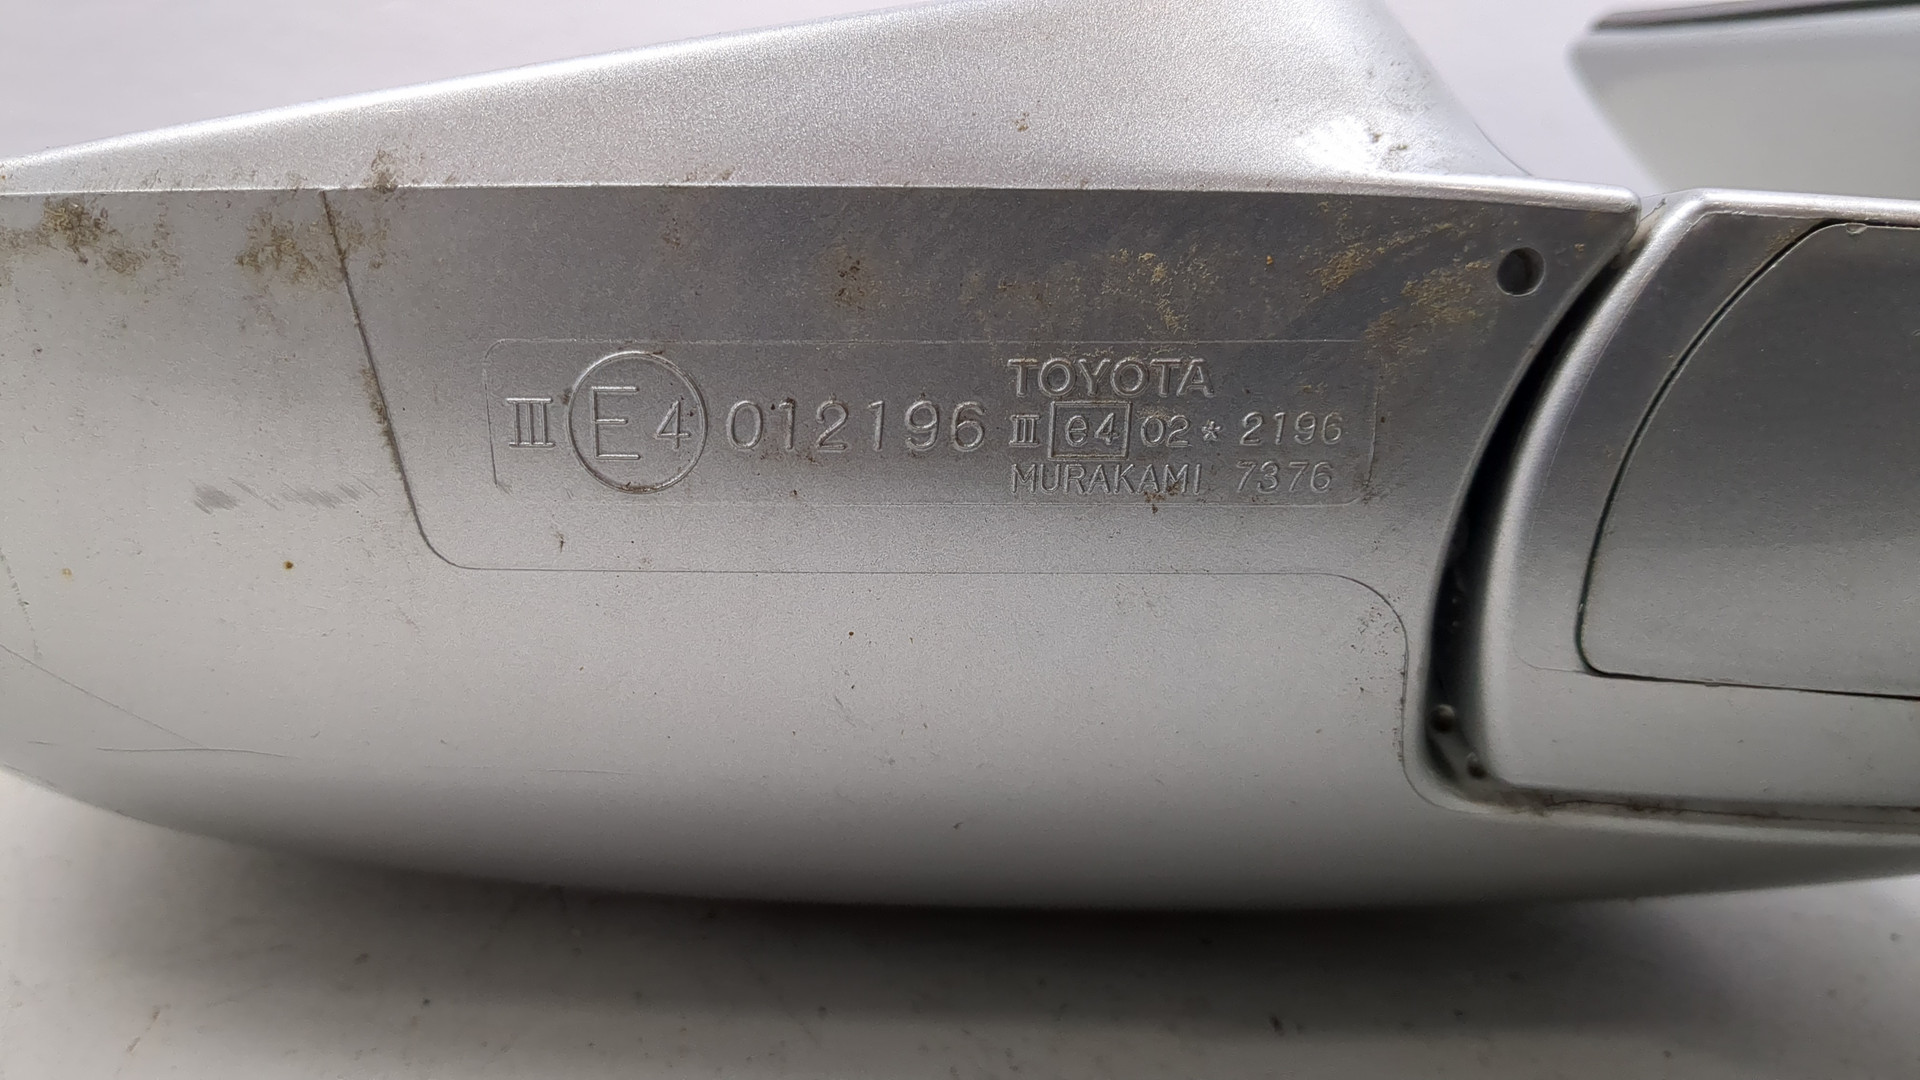 III E4 012196
TOYOTA
III e4 02* 2196
MURAKAMI 7376